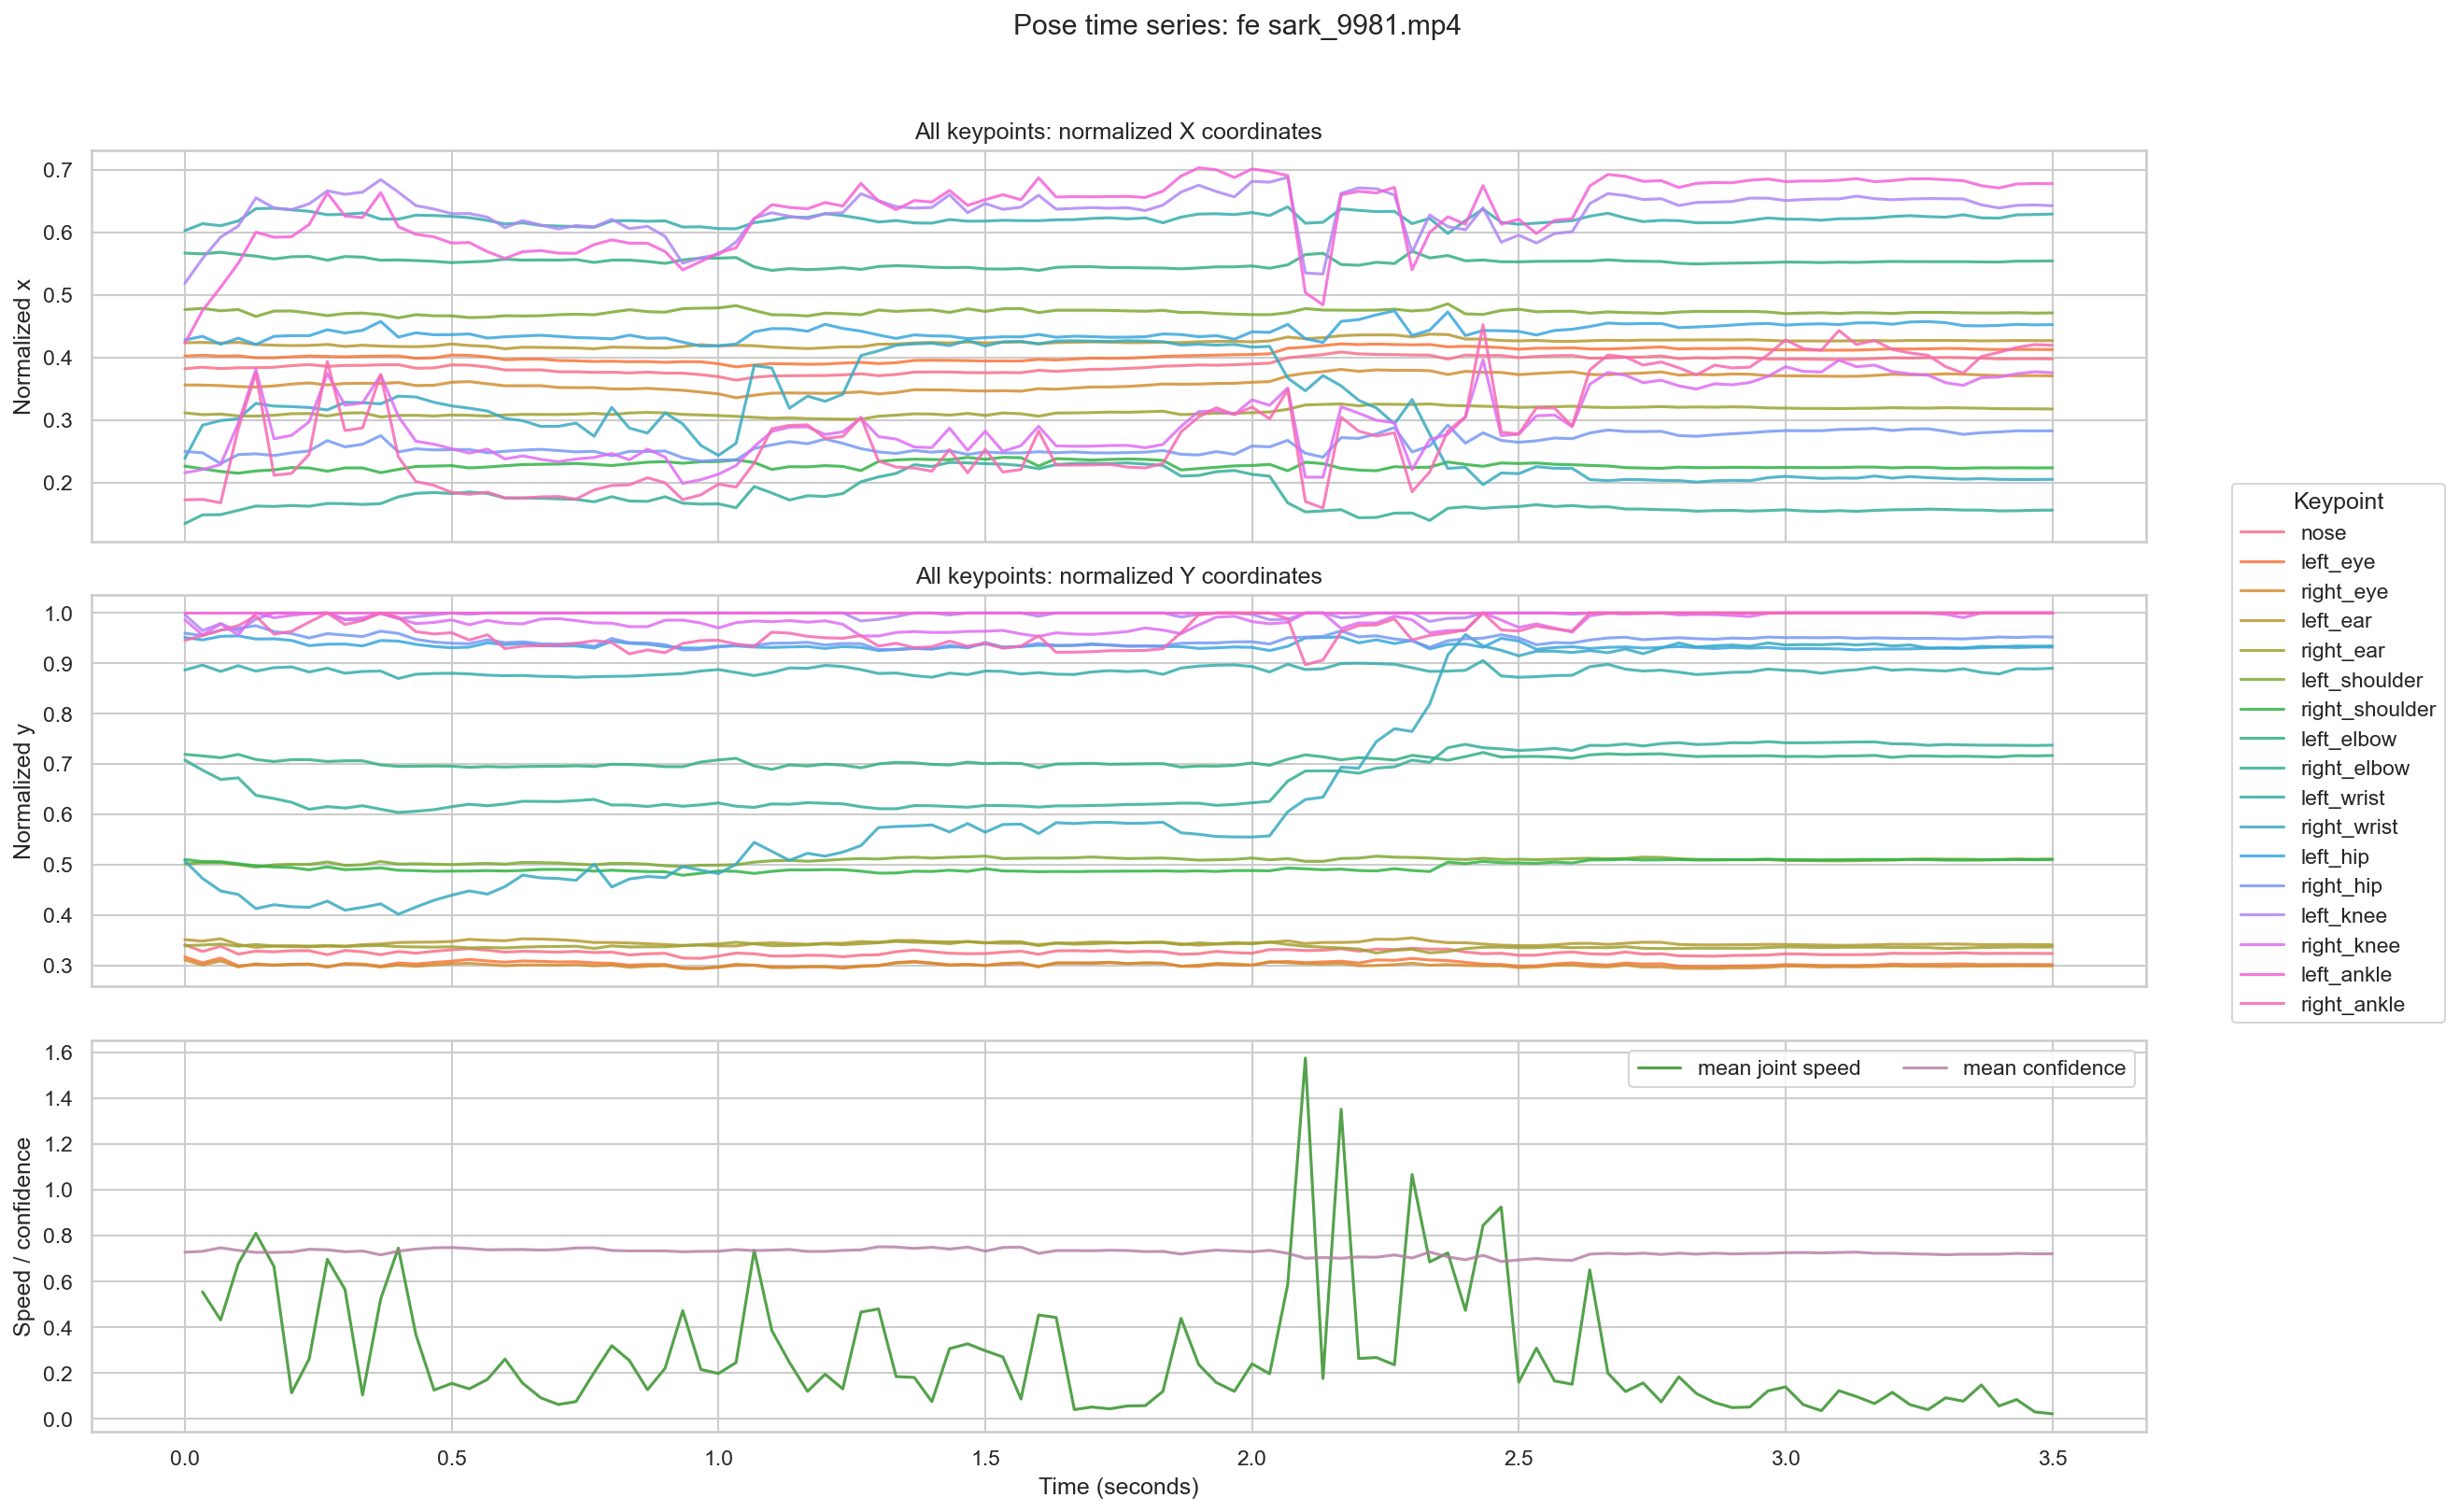 Pose time series: fe sark_9981.mp4
All keypoints: normalized X coordinates
Normalized x
0.7
0.6
0.5
0.4
0.3
0.2
All keypoints: normalized Y coordinates
Normalized y
1.0
0.9
0.8
0.7
0.6
0.5
0.4
0.3
Keypoint
nose
left_eye
right_eye
left_ear
right_ear
left_shoulder
right_shoulder
left_elbow
right_elbow
left_wrist
right_wrist
left_hip
right_hip
left_knee
right_knee
left_ankle
right_ankle
mean joint speed mean confidence
Speed / confidence
1.6
1.4
1.2
1.0
0.8
0.6
0.4
0.2
0.0
0.0 0.5 1.0 1.5 2.0 2.5 3.0 3.5
Time (seconds)